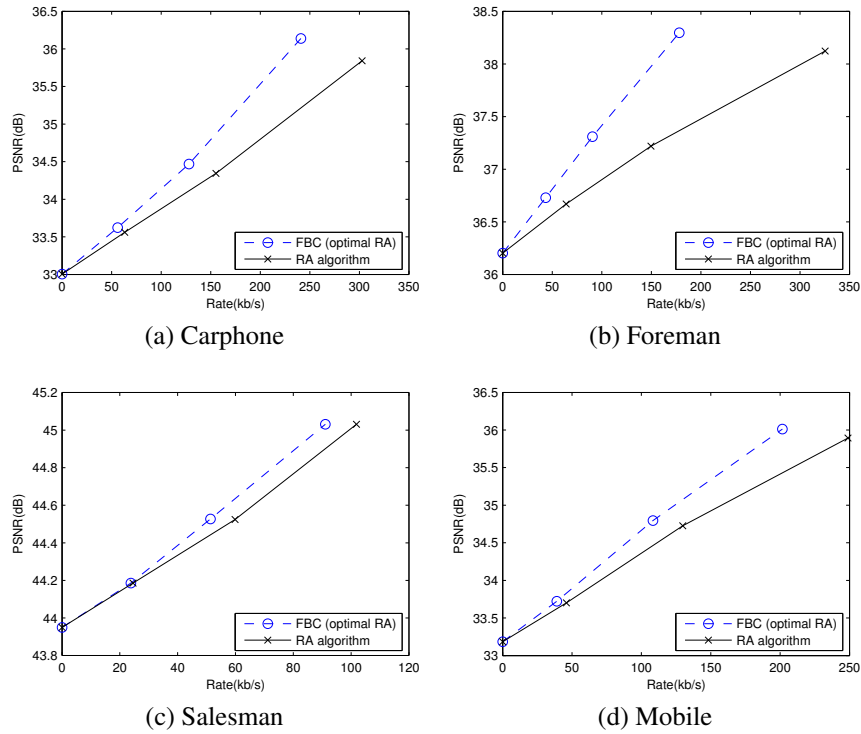 36.5
36
35.5
35
34.5
34
33.5
33
PSNR(dB)
0 50 100 150 200 250 300 350
Rate(kb/s)
FBC (optimal RA)
RA algorithm
(a) Carphone
38.5
38
37.5
37
36.5
36
PSNR(dB)
0 50 100 150 200 250 300 350
Rate(kb/s)
FBC (optimal RA)
RA algorithm
(b) Foreman
45.2
45
44.8
44.6
44.4
44.2
44
43.8
PSNR(dB)
0 20 40 60 80 100 120
Rate(kb/s)
FBC (optimal RA)
RA algorithm
(c) Salesman
36.5
36
35.5
35
34.5
34
33.5
33
PSNR(dB)
0 50 100 150 200 250
Rate(kb/s)
FBC (optimal RA)
RA algorithm
(d) Mobile